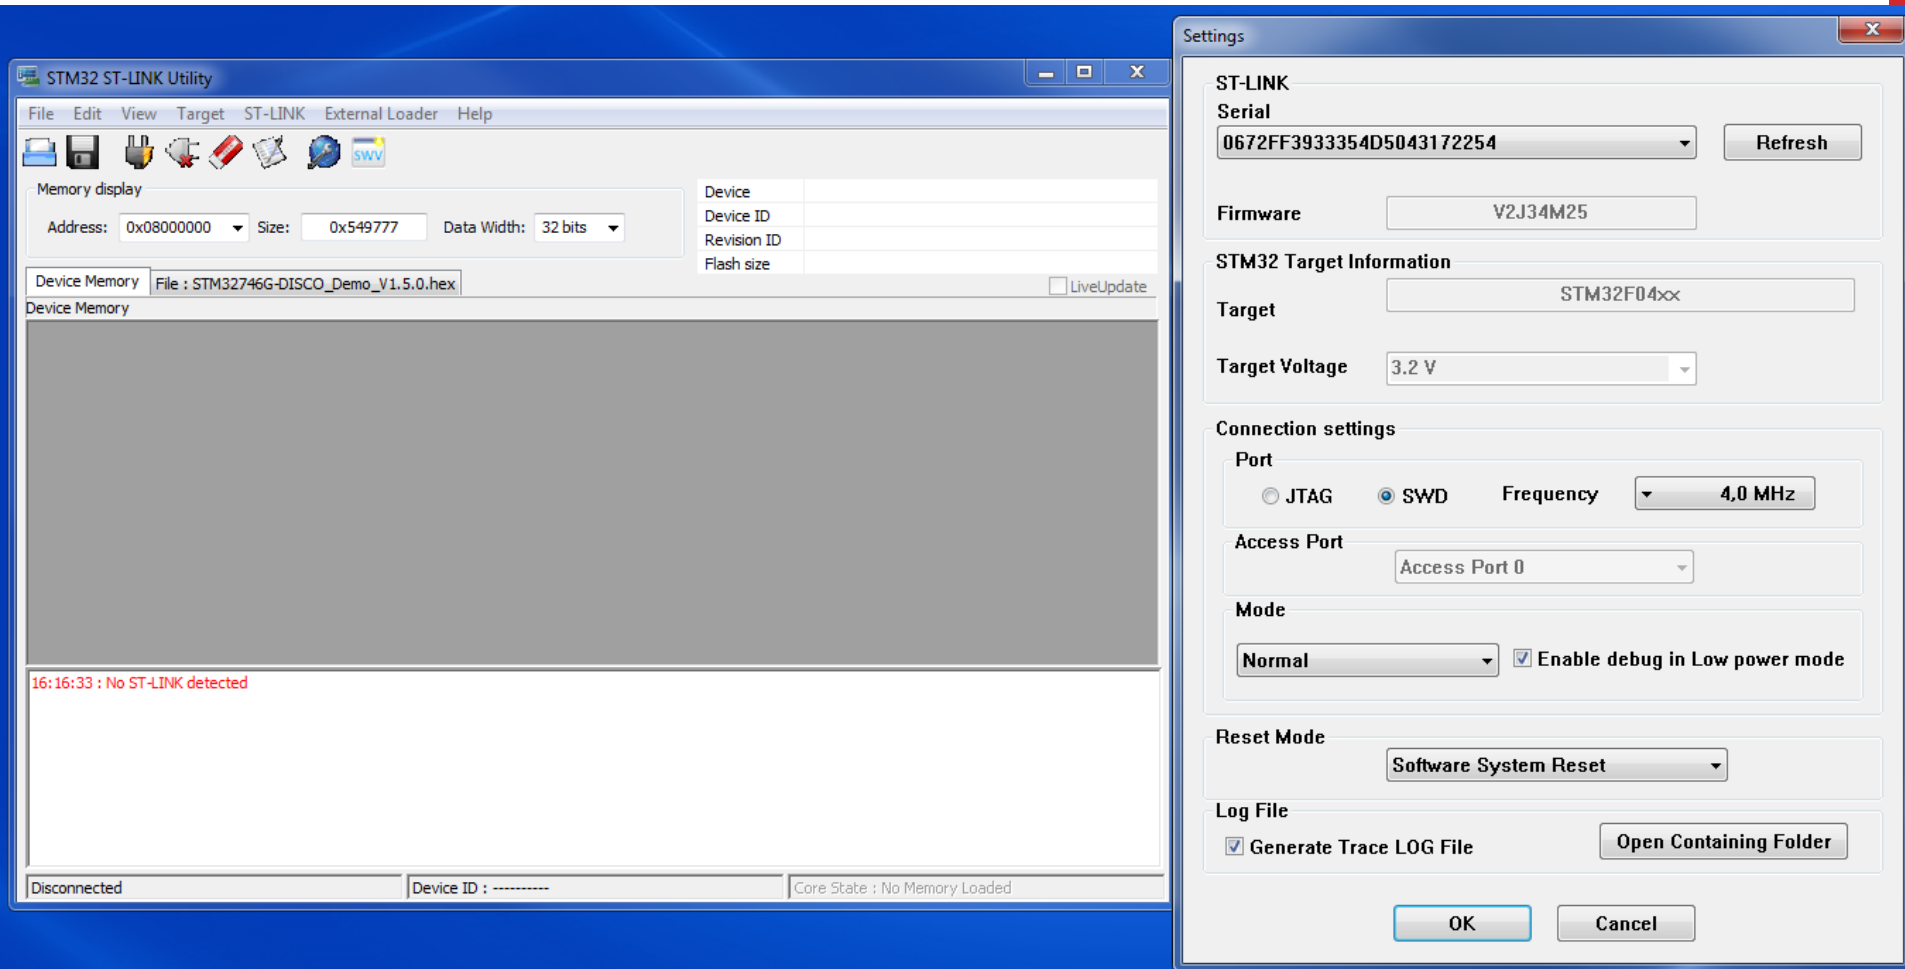 STM32 ST-LINK Utility
File Edit View Target ST-LINK External Loader Help
SWV
Memory display
Address: 0x08000000 Size: 0x549777 Data Width: 32 bits
Device
Device ID
Revision ID
Flash size
Device Memory File : STM32746G-DISCO_Demo_V1.5.0.hex
LiveUpdate
Device Memory
16:16:33 : No ST-LINK detected
Disconnected Device ID : ---------- Core State : No Memory Loaded
Settings
ST-LINK
Serial
0672FF3933354D5043172254 Refresh
Firmware V2J34M25
STM32 Target Information
Target STM32F04xx
Target Voltage 3.2 V
Connection settings
Port
JTAG SWD Frequency 4,0 MHz
Access Port
Access Port 0
Mode
Normal Enable debug in Low power mode
Reset Mode
Software System Reset
Log File
Generate Trace LOG File Open Containing Folder
OK Cancel